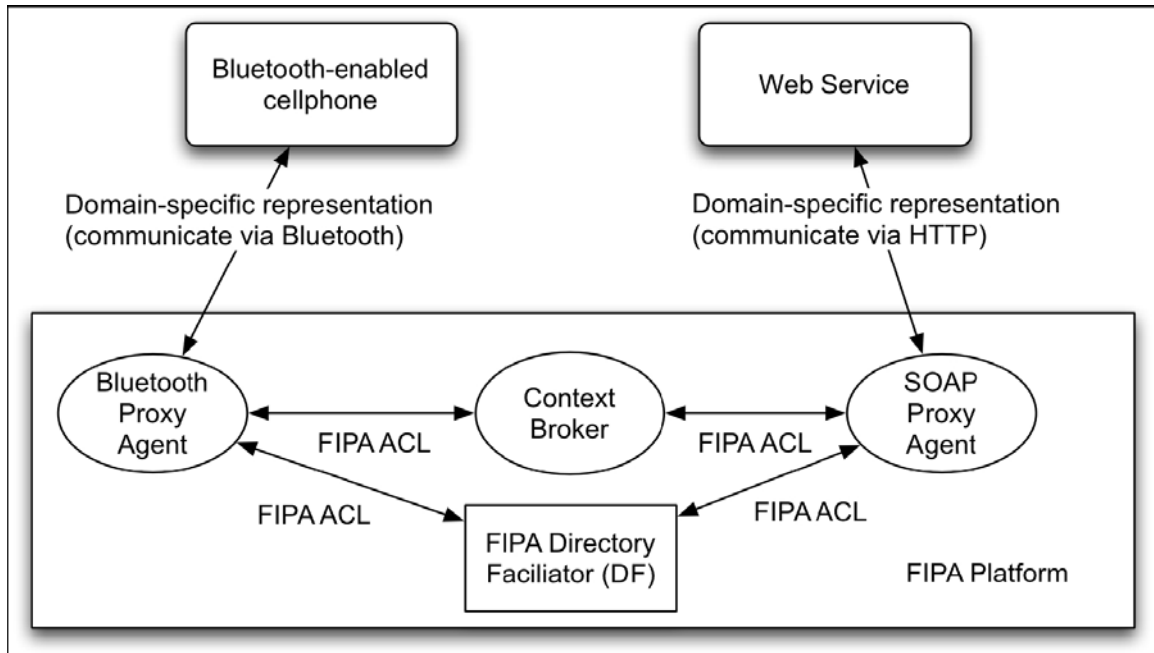 Bluetooth-enabled
cellphone
Web Service
Domain-specific representation
(communicate via Bluetooth)
Domain-specific representation
(communicate via HTTP)
Bluetooth
Proxy
Agent
FIPA ACL
Context
Broker
FIPA ACL
SOAP
Proxy
Agent
FIPA ACL
FIPA ACL
FIPA Directory
Faciliator (DF)
FIPA Platform